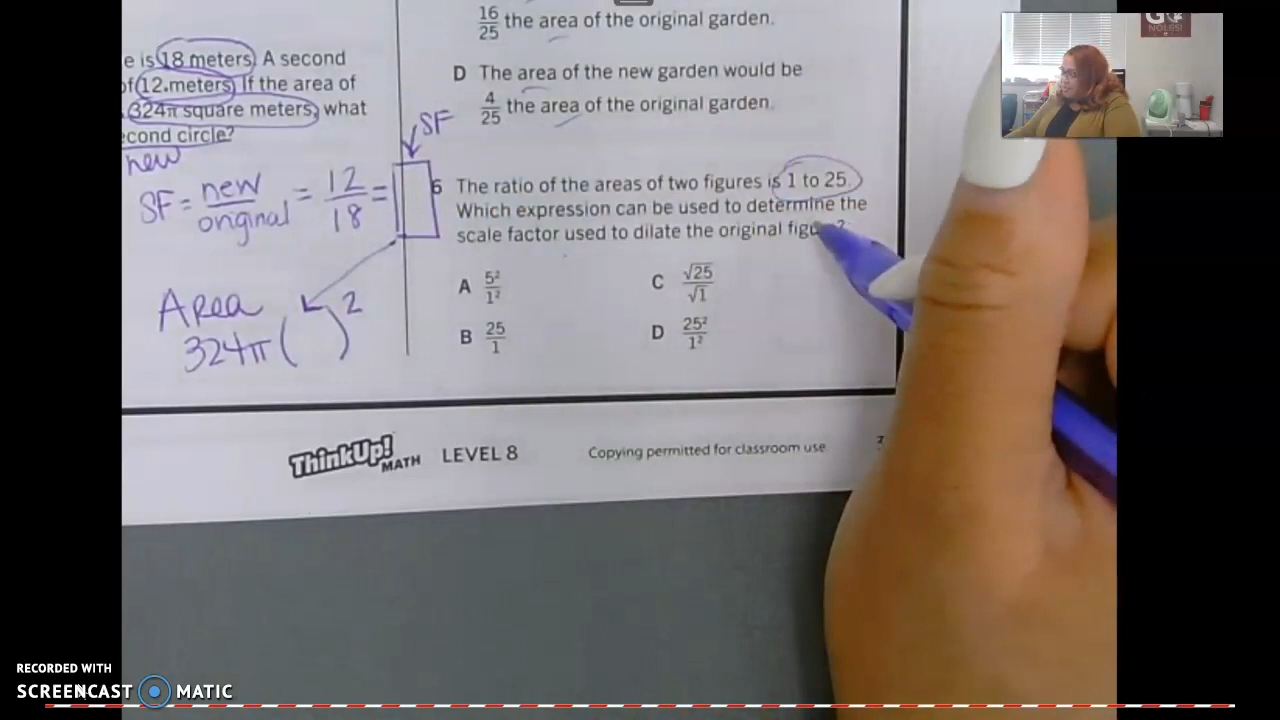 16/25 the area of the original garden.
D The area of the new garden would be
4/25 the area of the original garden.
e is 18 meters. A second
of 12 meters. If the area of
324π square meters, what
econd circle?
new
SF = new/original = 12/18 =
SF
Area
324π ( )²
6 The ratio of the areas of two figures is 1 to 25.
Which expression can be used to determine the
scale factor used to dilate the original
A 5²/1²
B 25/1
C √25/√1
D 25²/1²
ThinkUp! MATH LEVEL 8 Copying permitted for classroom use
NOLES!
RECORDED WITH
SCREENCAST MATIC